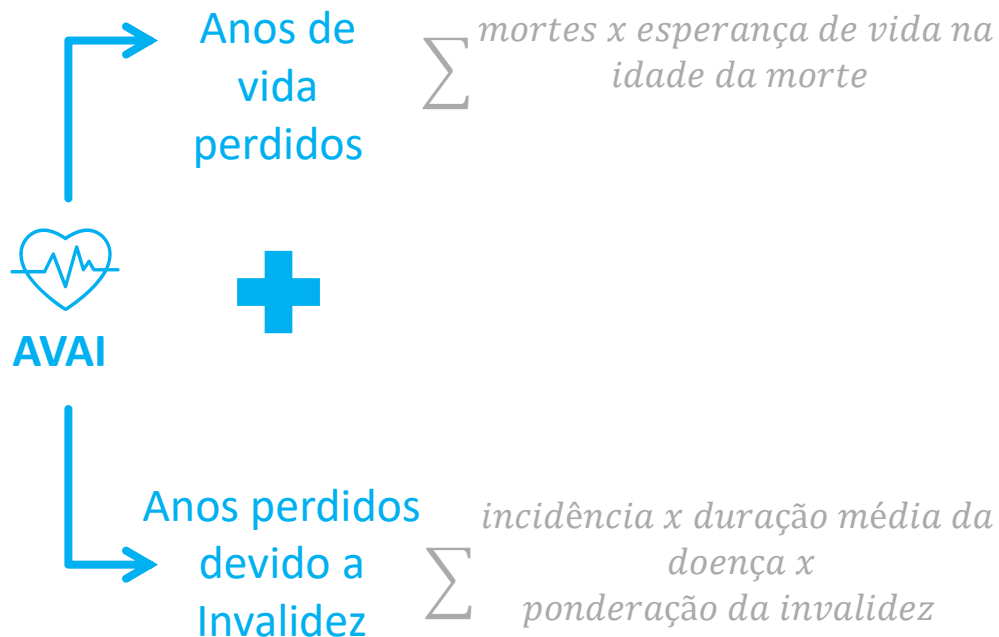 Anos de
vida
perdidos
∑ mortes x esperança de vida na
idade da morte
AVAI
Anos perdidos
devido a
Invalidez
∑ incidência x duração média da
doença x
ponderação da invalidez